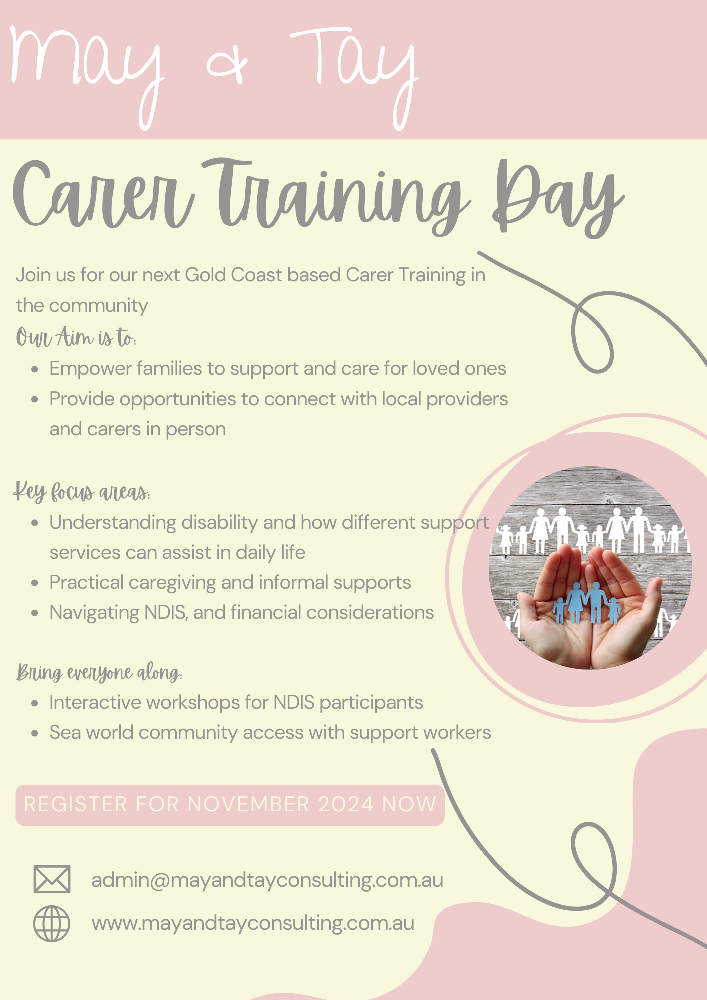 May & Tay
Carer Training Day
Join us for our next Gold Coast based Carer Training in
the community
Our Aim is to:
• Empower families to support and care for loved ones
• Provide opportunities to connect with local providers
and carers in person
Key focus areas:
• Understanding disability and how different support
services can assist in daily life
• Practical caregiving and informal supports
• Navigating NDIS, and financial considerations
Bring everyone along:
• Interactive workshops for NDIS participants
• Sea world community access with support workers
REGISTER FOR NOVEMBER 2024 NOW
admin@mayandtayconsulting.com.au
www.mayandtayconsulting.com.au